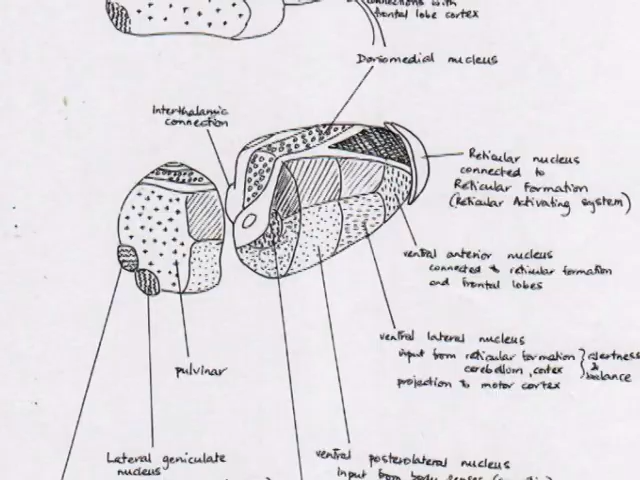 connections with
frontal lobe cortex
Dorsomedial nucleus
Interthalamic
connection
Reticular nucleus
connected to
Reticular Formation
(Reticular Activating System)
ventral anterior nucleus
connected to reticular formation
and frontal lobes
ventral lateral nucleus
input from reticular formation } alertness
cerebellum, cortex } & balance
projection to motor cortex
pulvinar
Lateral geniculate
nucleus
ventral posterolateral nucleus
input from body senses